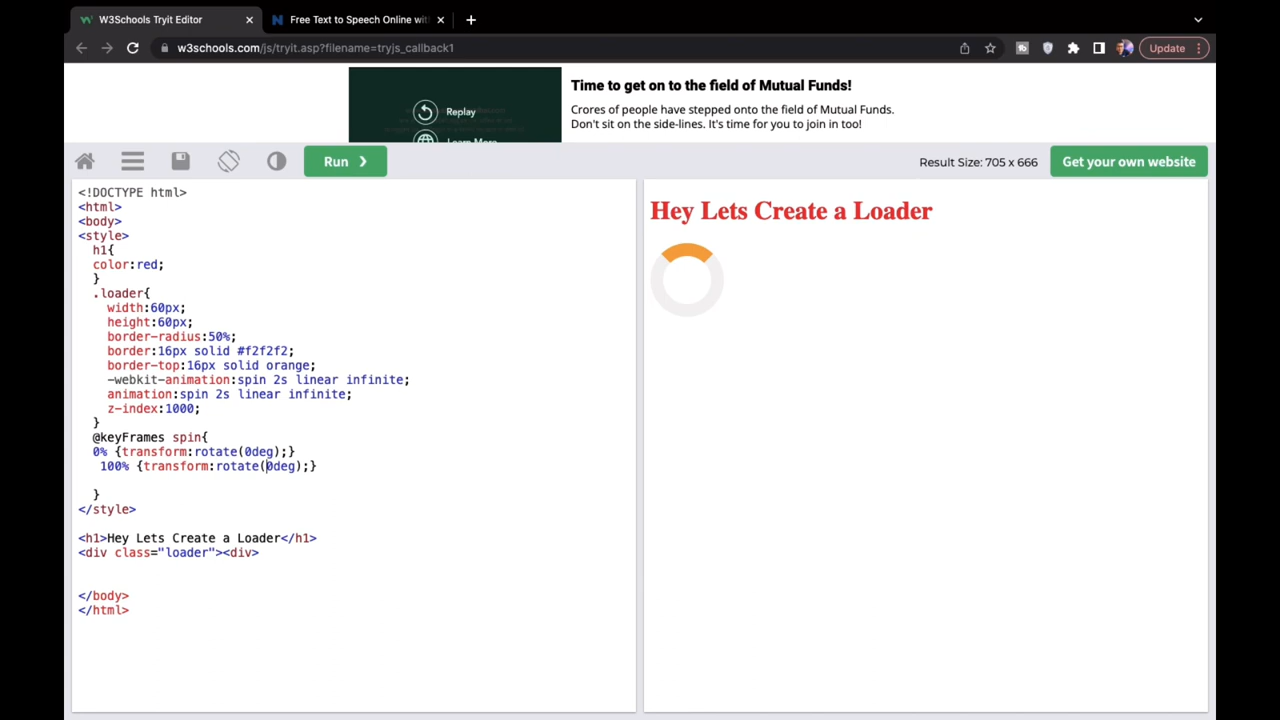 W3Schools Tryit Editor
Free Text to Speech Online wit
w3schools.com/js/tryit.asp?filename=tryjs_callback1
Update
Replay
Learn More
Time to get on to the field of Mutual Funds!
Crores of people have stepped onto the field of Mutual Funds.
Don't sit on the side-lines. It's time for you to join in too!
Run
Result Size: 705 x 666
Get your own website
<!DOCTYPE html>
<html>
<body>
<style>
h1{
color:red;
}
.loader{
width:60px;
height:60px;
border-radius:50%;
border:16px solid #f2f2f2;
border-top:16px solid orange;
-webkit-animation:spin 2s linear infinite;
animation:spin 2s linear infinite;
z-index:1000;
}
@keyFrames spin{
0% {transform:rotate(0deg);}
100% {transform:rotate(0deg);}
}
</style>
<h1>Hey Lets Create a Loader</h1>
<div class="loader"><div>
</body>
</html>
Hey Lets Create a Loader